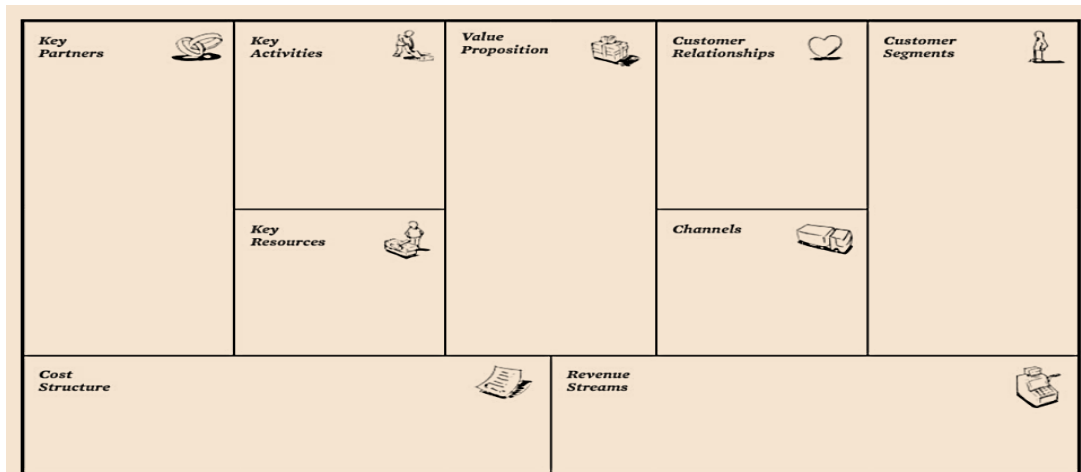 Key
Partners
Key
Activities
Value
Proposition
Customer
Relationships
Customer
Segments
Key
Resources
Channels
Cost
Structure
Revenue
Streams